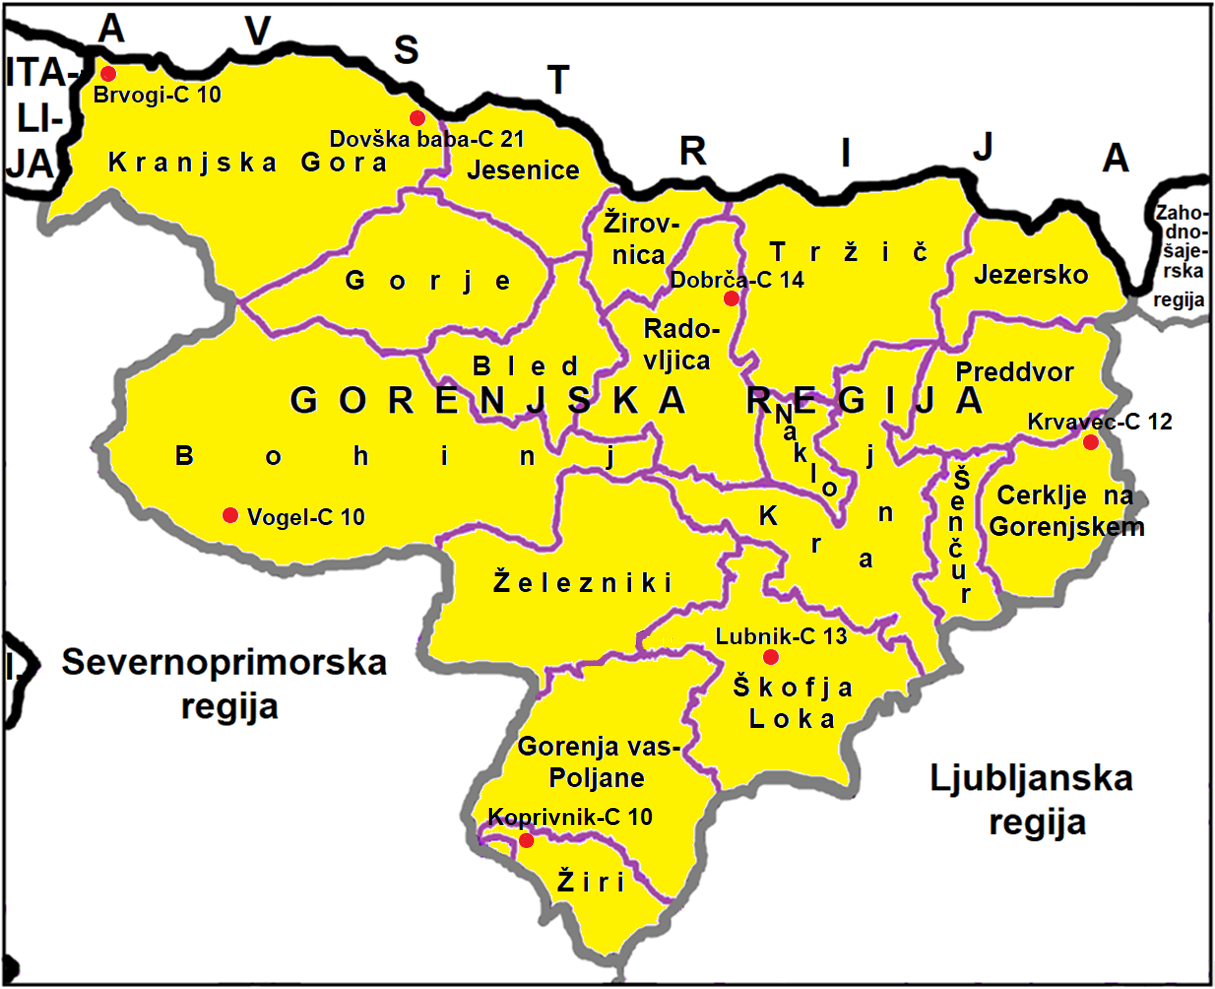 A V S T R I J A
ITA-
LI-
JA
Brvogi-C 10
Dovška baba-C 21
Kranjska Gora
Jesenice
Žirov-
nica
Tržič
Zaho-
dno-
šaje-
rska
regija
Gorje
Dobrča-C 14
Jezersko
Rado-
vljica
Bled
Preddvor
GORENJSKA REGIJA
Naklo
Krvavec-C 12
Bohinj
Kranj
Šenčur
Cerklje na
Gorenjskem
Vogel-C 10
Železniki
Lubnik-C 13
I.
Severnoprimorska
regija
Škofja
Loka
Gorenja vas-
Poljane
Ljubljanska
regija
Koprivnik-C 10
Žiri